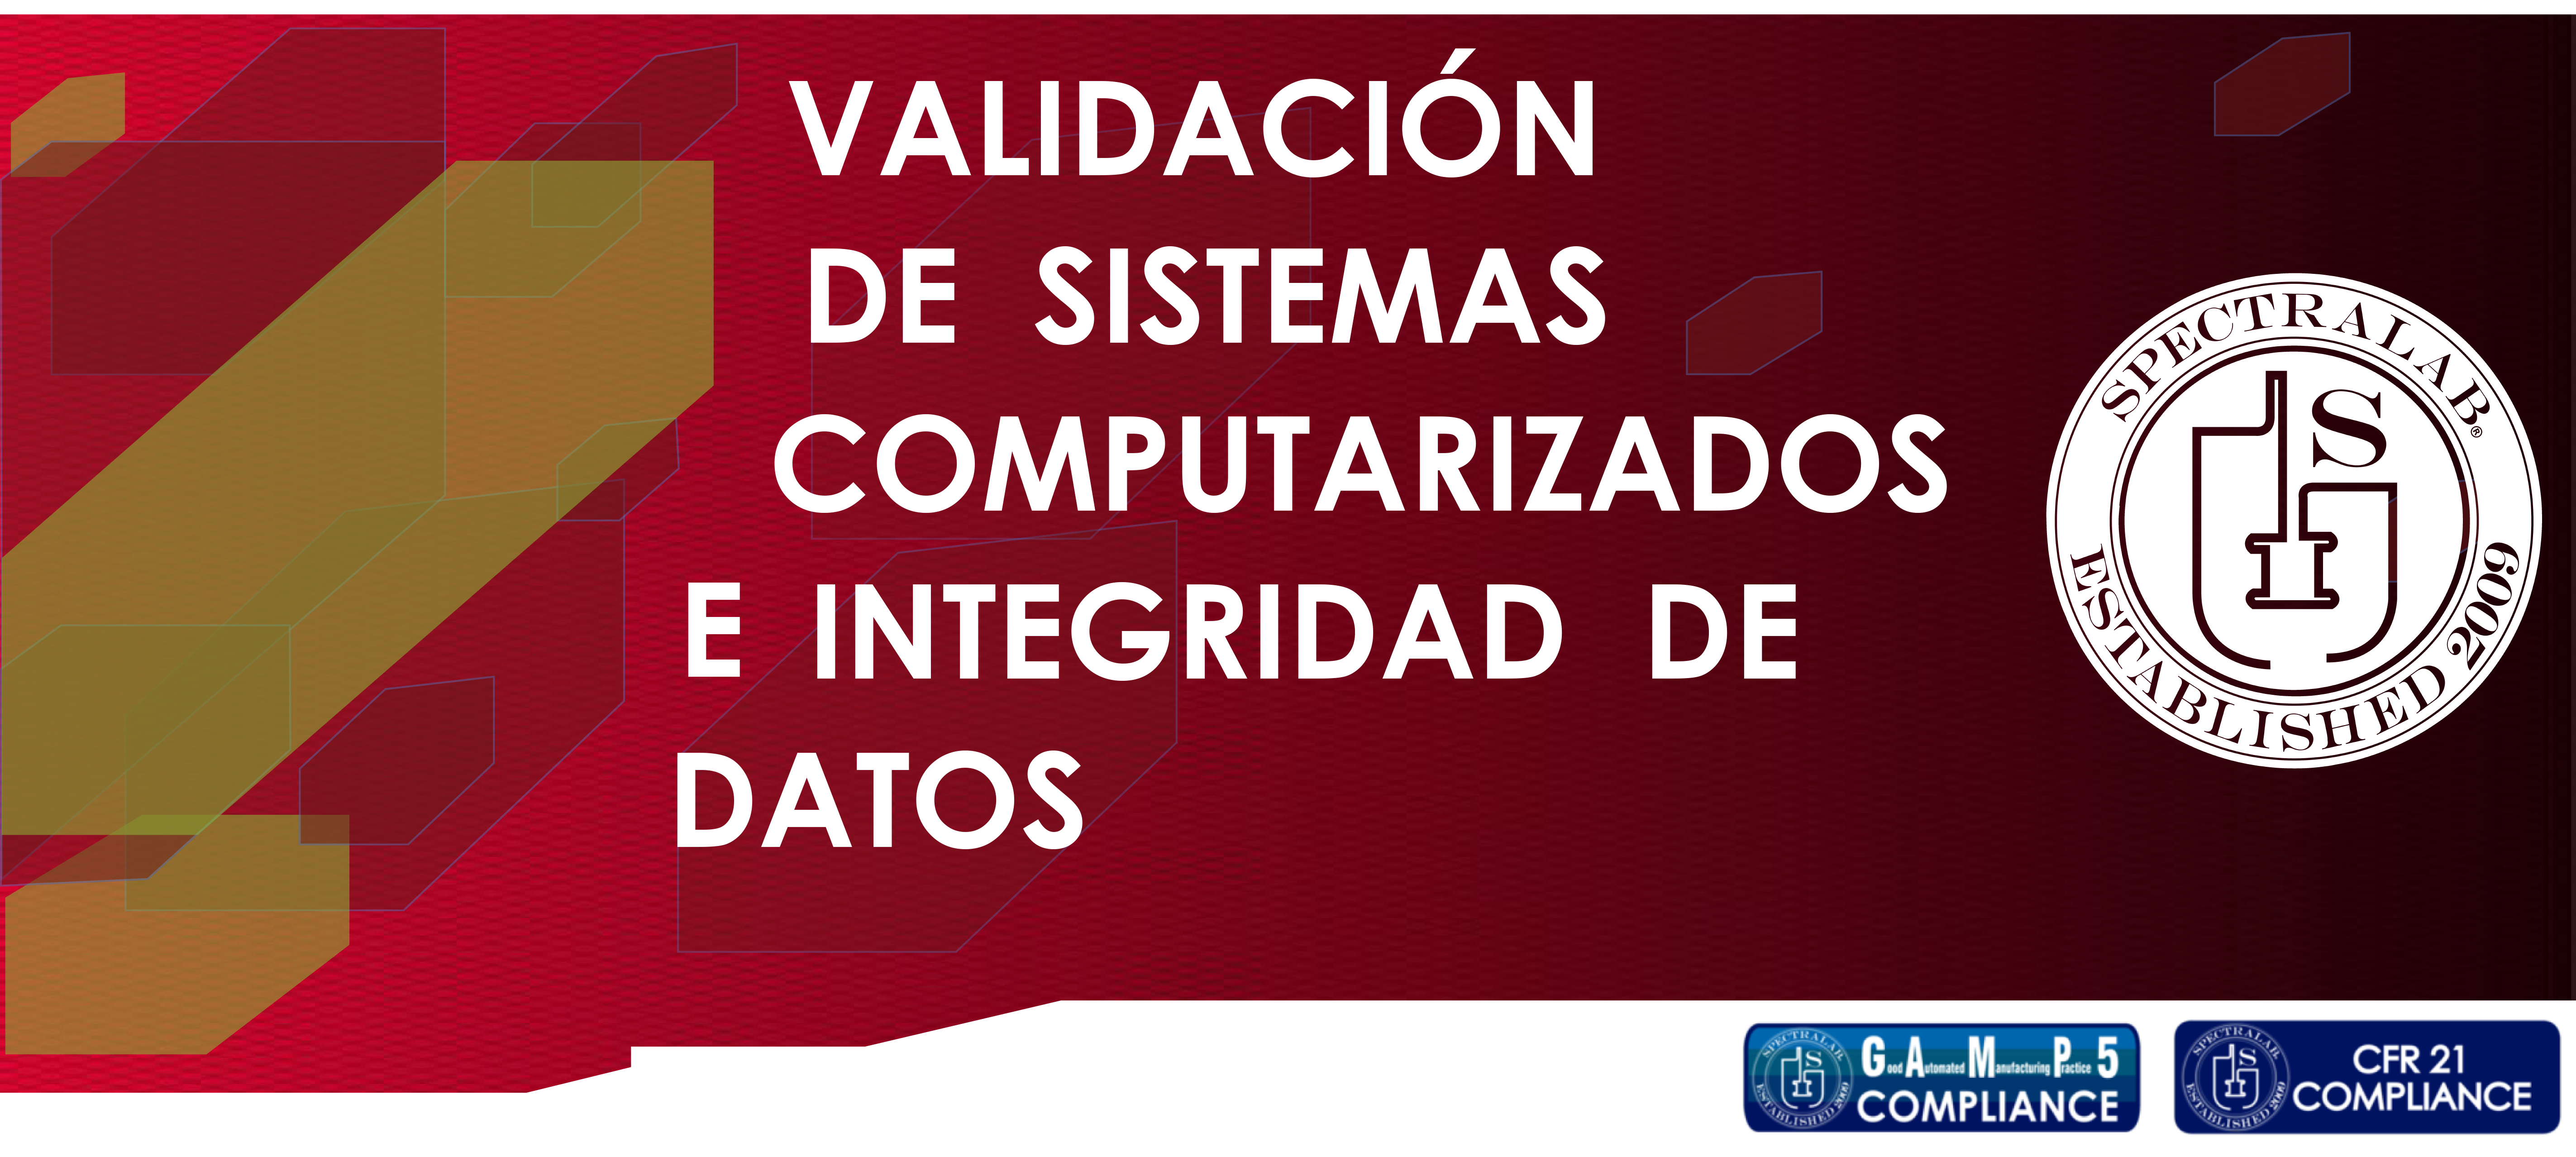 VALIDACIÓN
DE SISTEMAS
COMPUTARIZADOS
E INTEGRIDAD DE
DATOS
SPECTRALAB®
S
ESTABLISHED 2009
SPECTRALAB
S
ESTABLISHED 2009
Good Automated Manufacturing Practice 5
COMPLIANCE
SPECTRALAB
S
ESTABLISHED 2009
CFR 21
COMPLIANCE